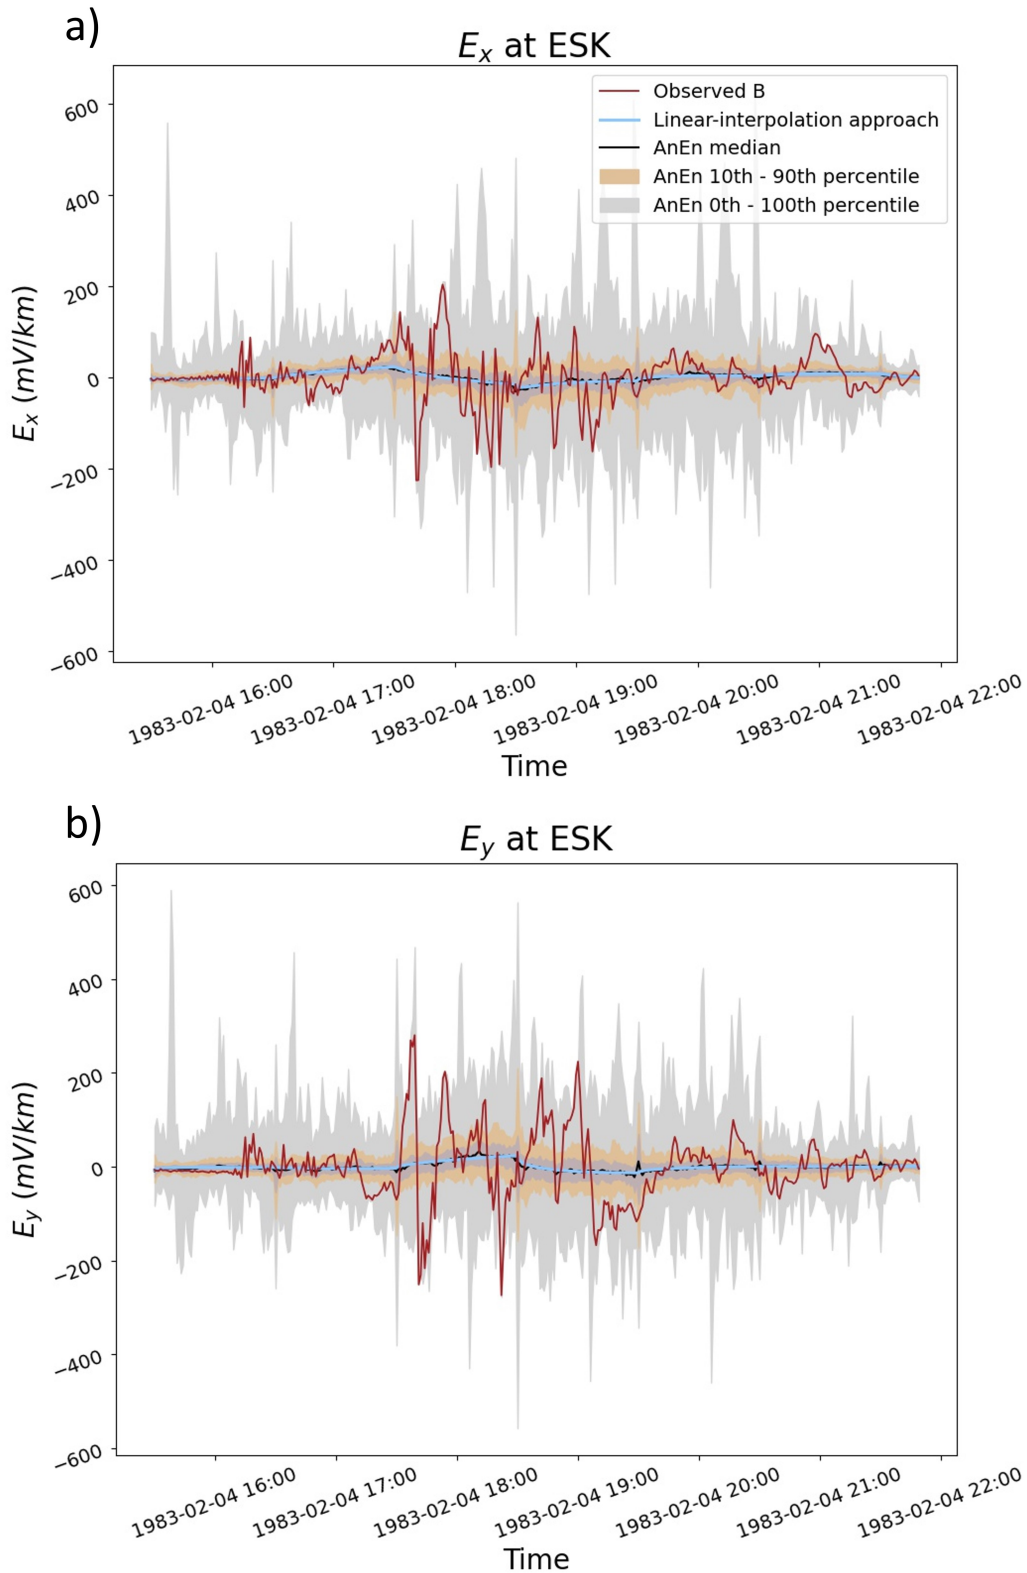 a)
Ex at ESK
Observed B
Linear-interpolation approach
AnEn median
AnEn 10th - 90th percentile
AnEn 0th - 100th percentile
600
400
200
0
−200
−400
−600
Ex (mV/km)
1983-02-04 16:00
1983-02-04 17:00
1983-02-04 18:00
1983-02-04 19:00
1983-02-04 20:00
1983-02-04 21:00
1983-02-04 22:00
Time
b)
Ey at ESK
600
400
200
0
−200
−400
−600
Ey (mV/km)
1983-02-04 16:00
1983-02-04 17:00
1983-02-04 18:00
1983-02-04 19:00
1983-02-04 20:00
1983-02-04 21:00
1983-02-04 22:00
Time